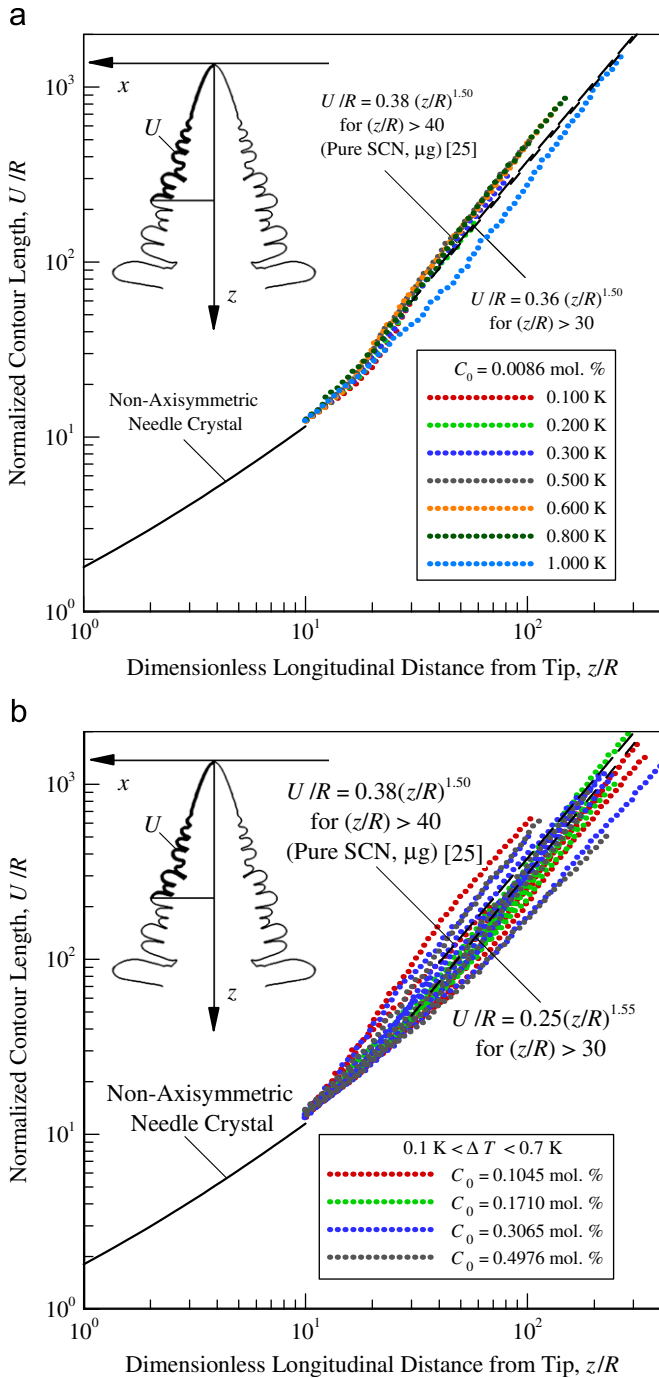 a
Normalized Contour Length, U/R
10³
10²
10¹
10⁰
x
U
z
U/R = 0.38 (z/R)^1.50
for (z/R) > 40
(Pure SCN, µg) [25]
U/R = 0.36 (z/R)^1.50
for (z/R) > 30
Non-Axisymmetric
Needle Crystal
C₀ = 0.0086 mol. %
0.100 K
0.200 K
0.300 K
0.500 K
0.600 K
0.800 K
1.000 K
10⁰
10¹
10²
Dimensionless Longitudinal Distance from Tip, z/R
b
Normalized Contour Length, U/R
10³
10²
10¹
10⁰
x
U
z
U/R = 0.38(z/R)^1.50
for (z/R) > 40
(Pure SCN, µg) [25]
U/R = 0.25(z/R)^1.55
for (z/R) > 30
Non-Axisymmetric
Needle Crystal
0.1 K < Δ T < 0.7 K
C₀ = 0.1045 mol. %
C₀ = 0.1710 mol. %
C₀ = 0.3065 mol. %
C₀ = 0.4976 mol. %
10⁰
10¹
10²
Dimensionless Longitudinal Distance from Tip, z/R